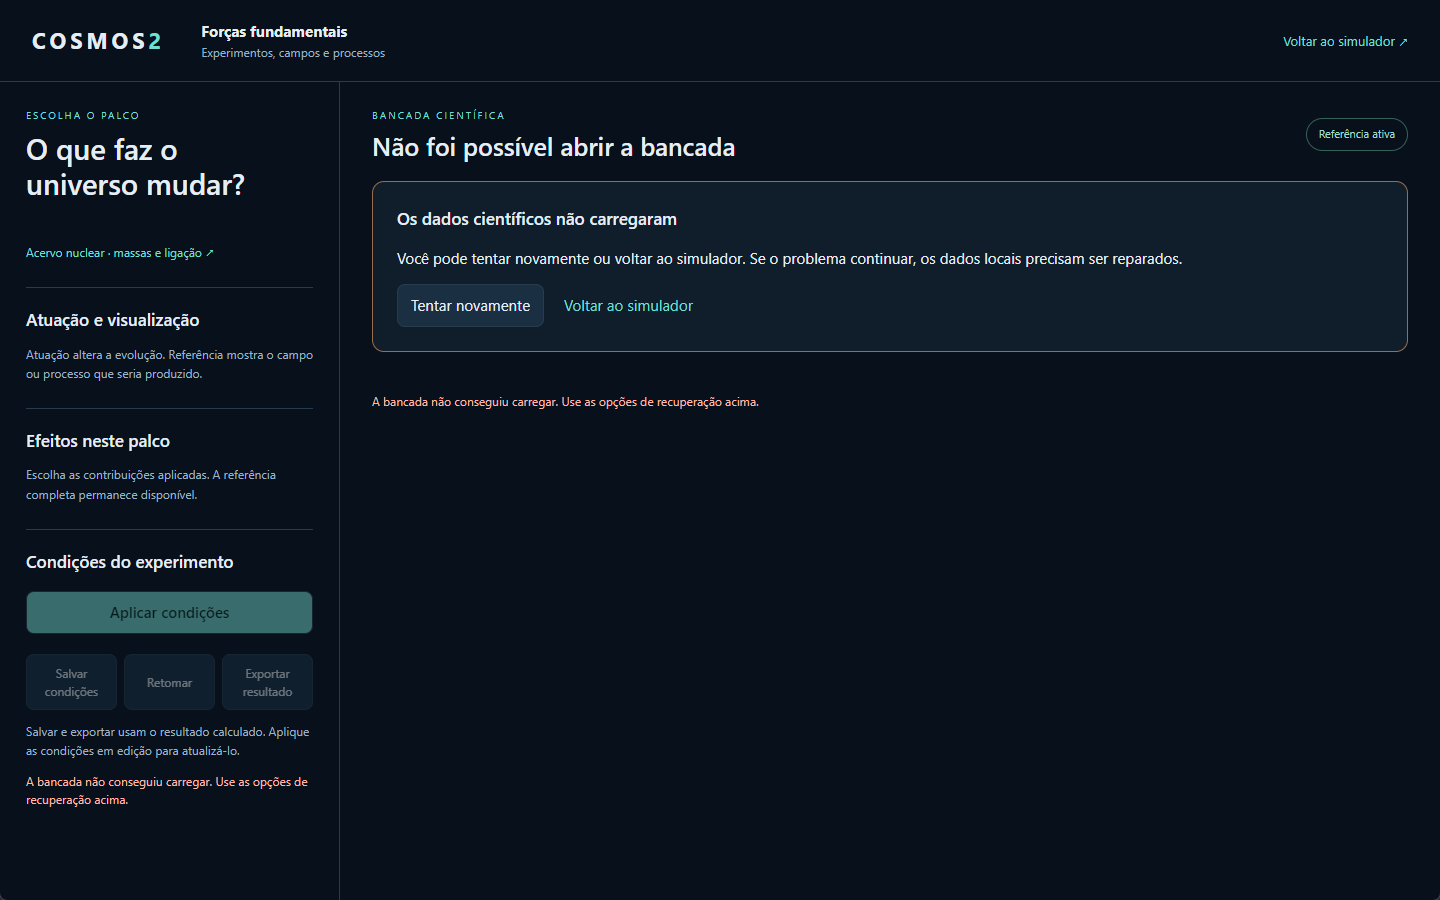 COSMOS2
Forças fundamentais
Experimentos, campos e processos
Voltar ao simulador ↗
ESCOLHA O PALCO
O que faz o
universo mudar?
Acervo nuclear · massas e ligação ↗
Atuação e visualização
Atuação altera a evolução. Referência mostra o campo
ou processo que seria produzido.
Efeitos neste palco
Escolha as contribuições aplicadas. A referência
completa permanece disponível.
Condições do experimento
Aplicar condições
Salvar
condições
Retomar
Exportar
resultado
Salvar e exportar usam o resultado calculado. Aplique
as condições em edição para atualizá-lo.
A bancada não conseguiu carregar. Use as opções de
recuperação acima.
BANCADA CIENTÍFICA
Não foi possível abrir a bancada
Referência ativa
Os dados científicos não carregaram
Você pode tentar novamente ou voltar ao simulador. Se o problema continuar, os dados locais precisam ser reparados.
Tentar novamente
Voltar ao simulador
A bancada não conseguiu carregar. Use as opções de recuperação acima.